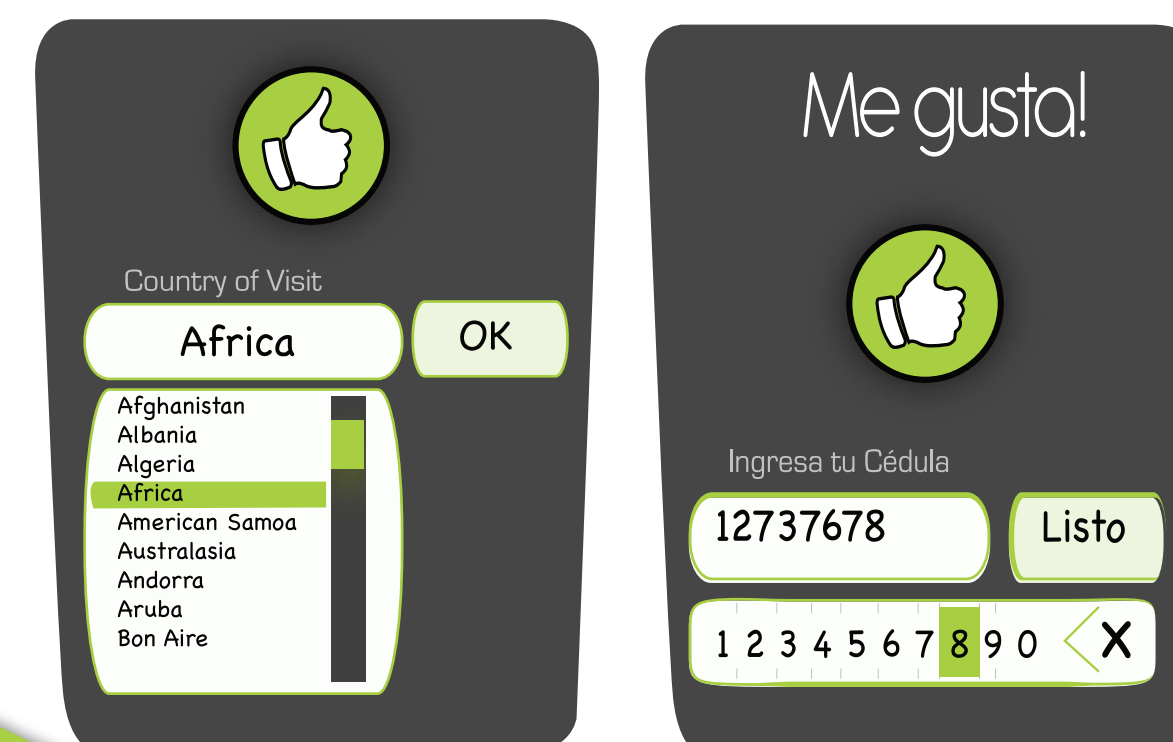 Country of Visit
Africa
OK
Afghanistan
Albania
Algeria
Africa
American Samoa
Australasia
Andorra
Aruba
Bon Aire
Me gusta!
Ingresa tu Cédula
12737678
Listo
1 2 3 4 5 6 7 8 9 0 X